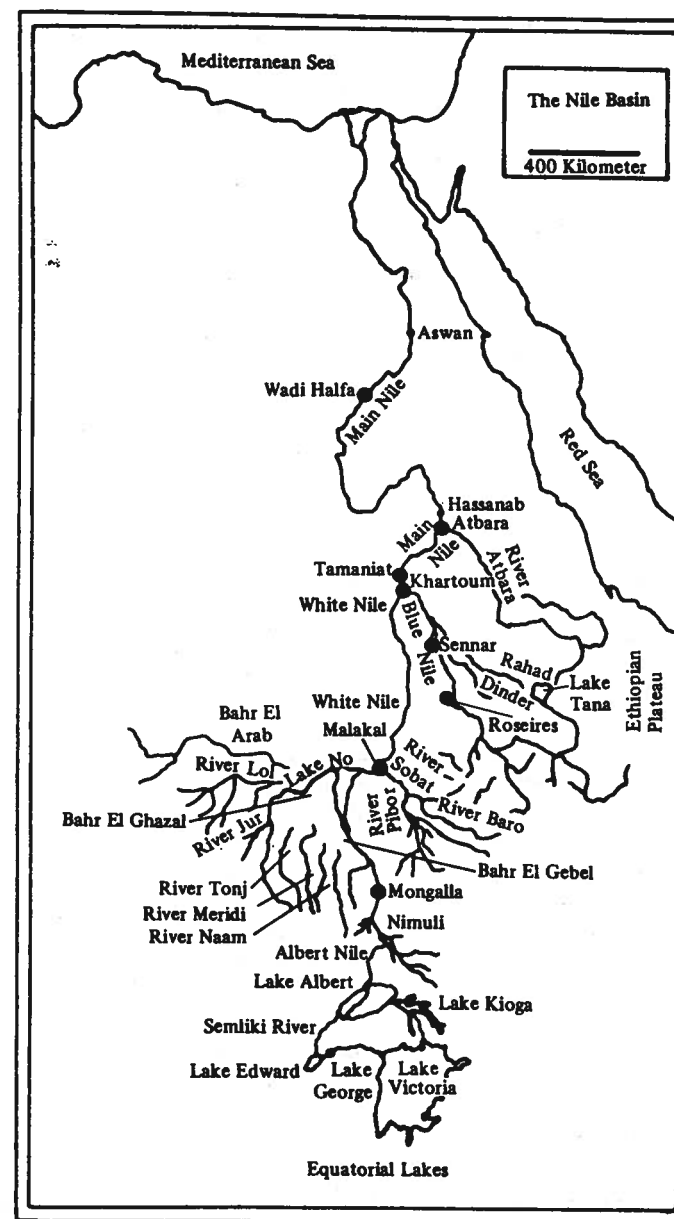 Mediterranean Sea
The Nile Basin
400 Kilometer
Aswan
Wadi Halfa
Main Nile
Red Sea
Hassanab
Atbara
Main
Nile
River
Atbara
Tamaniat
Khartoum
White Nile
Blue
Nile
Sennar
Rahad
Dinder
Lake
Tana
Ethiopian
Plateau
Roseires
White Nile
Malakal
Bahr El
Arab
River Lol
Lake No
River
Sobat
River Baro
River
Pibor
Bahr El Ghazal
River Jur
Bahr El Gebel
River Tonj
River Meridi
River Naam
Mongalla
Nimuli
Albert Nile
Lake Albert
Lake Kioga
Semliki River
Lake Edward
Lake
George
Lake
Victoria
Equatorial Lakes